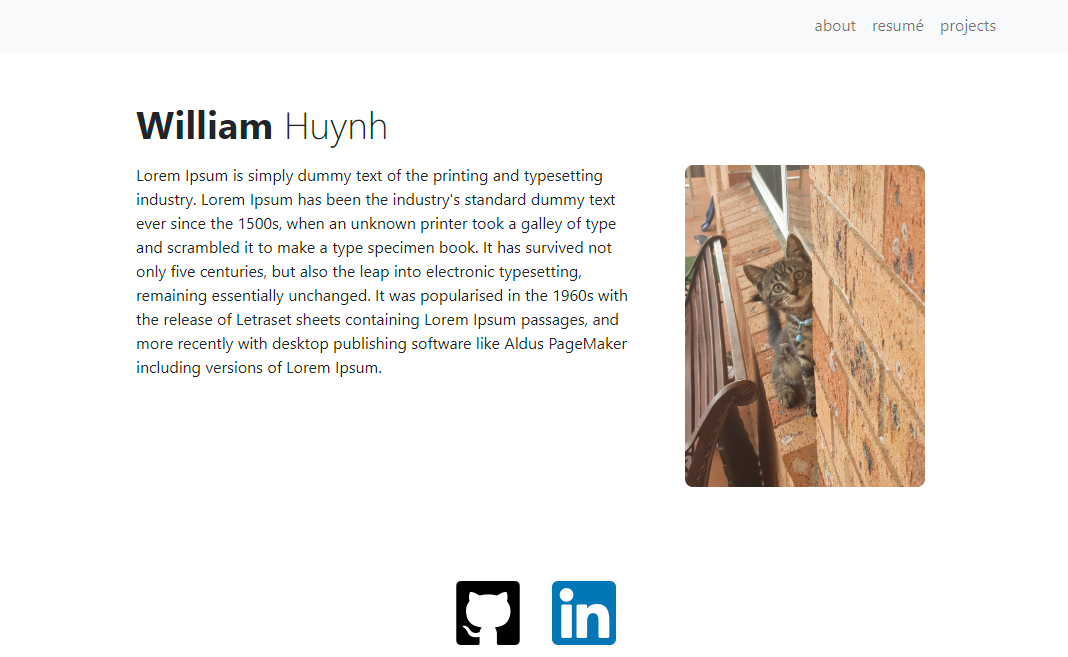 about resumé projects
William Huynh
Lorem Ipsum is simply dummy text of the printing and typesetting
industry. Lorem Ipsum has been the industry's standard dummy text
ever since the 1500s, when an unknown printer took a galley of type
and scrambled it to make a type specimen book. It has survived not
only five centuries, but also the leap into electronic typesetting,
remaining essentially unchanged. It was popularised in the 1960s with
the release of Letraset sheets containing Lorem Ipsum passages, and
more recently with desktop publishing software like Aldus PageMaker
including versions of Lorem Ipsum.
in